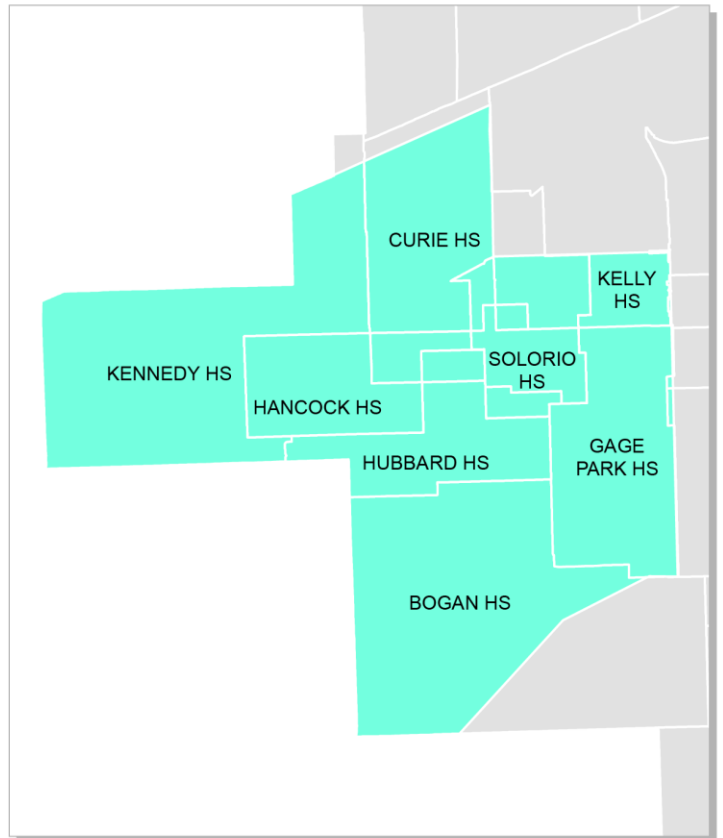 CURIE HS
KELLY
HS
KENNEDY HS
SOLORIO
HS
HANCOCK HS
HUBBARD HS
GAGE
PARK HS
BOGAN HS